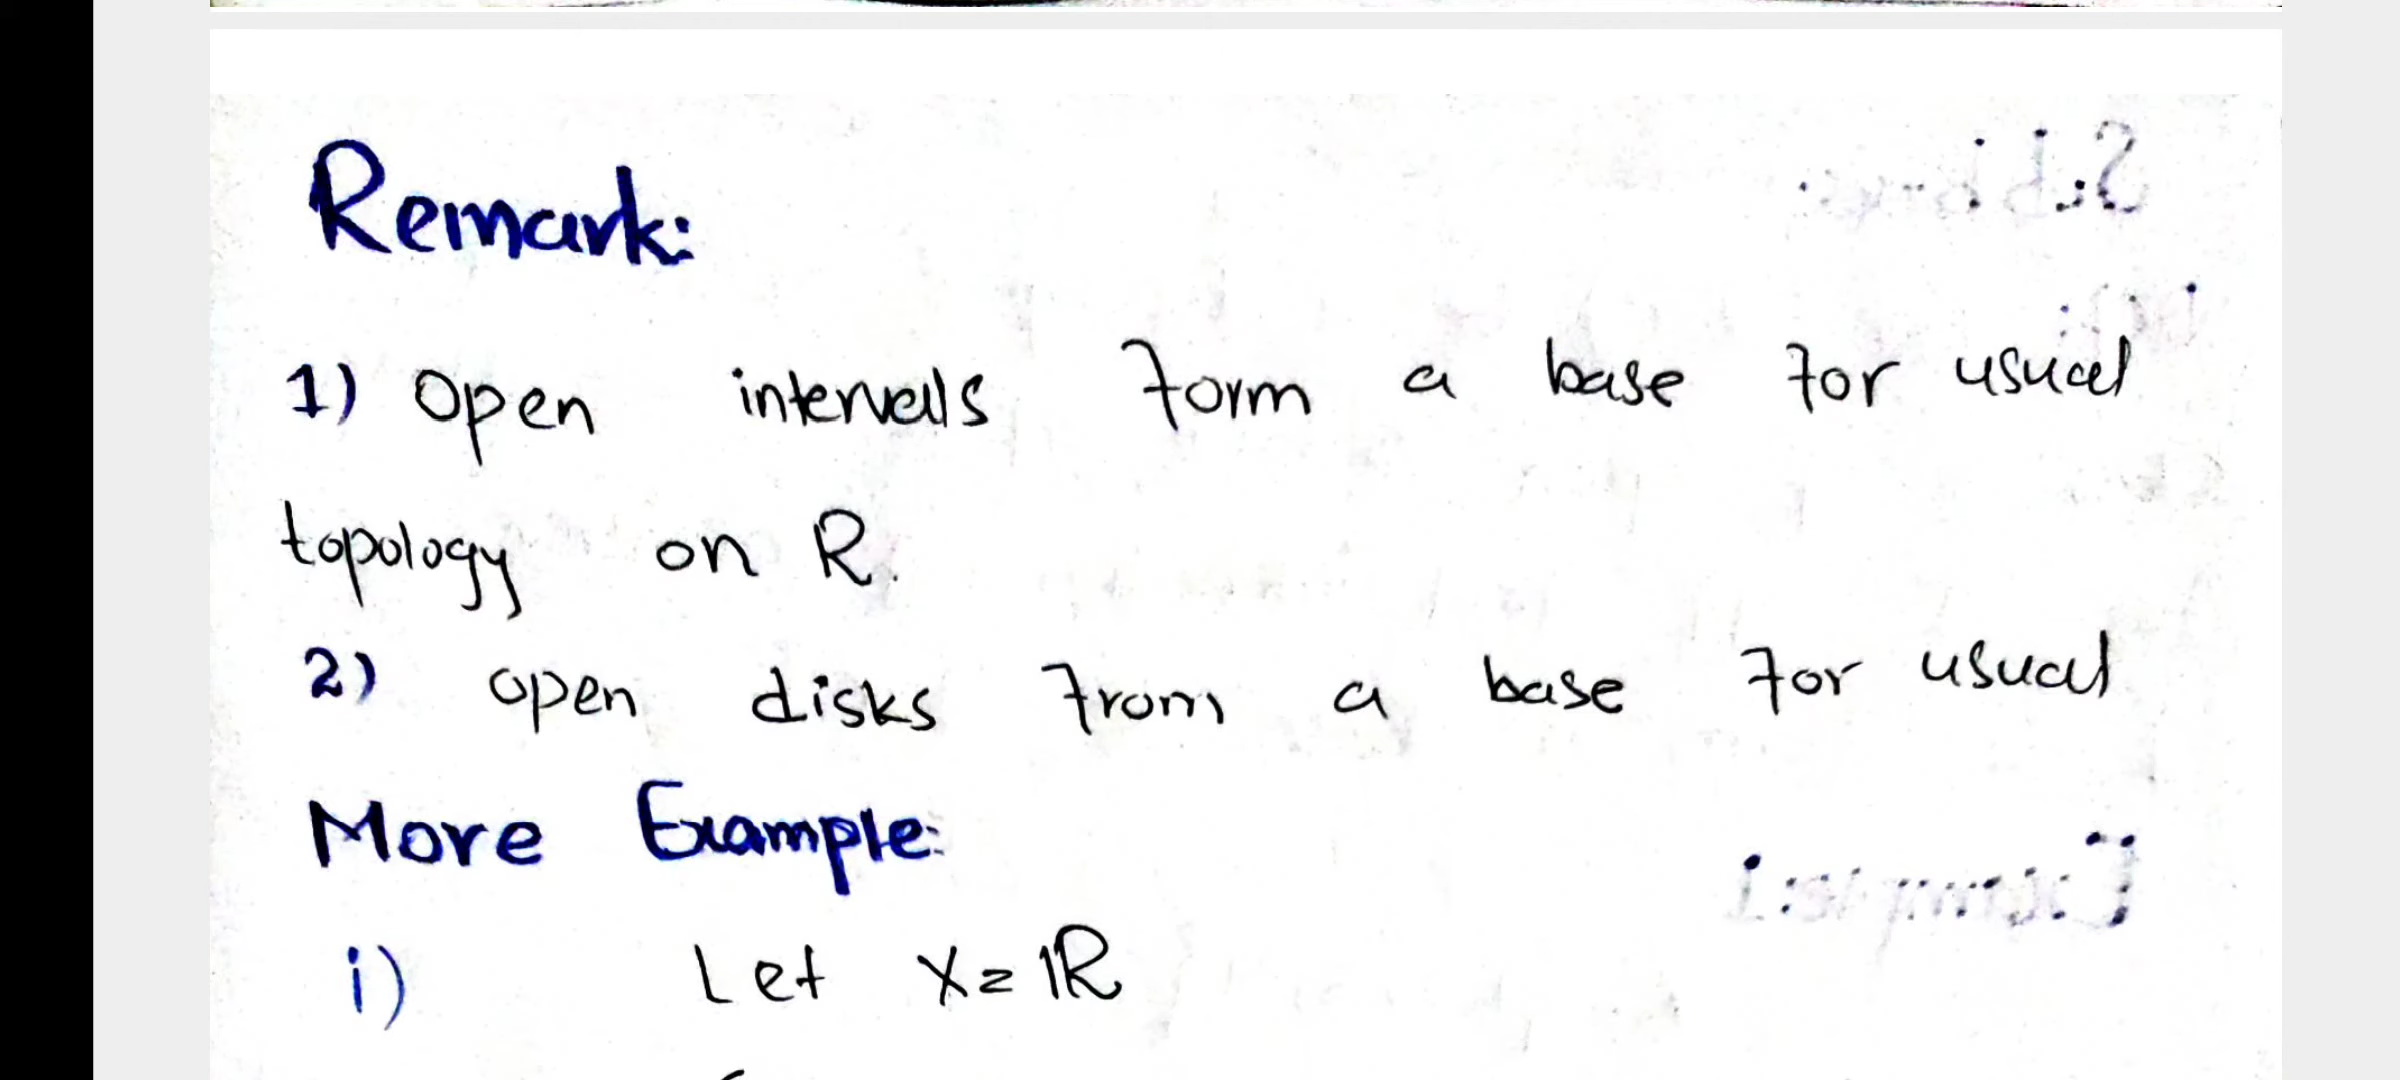 Remark:
1) Open intervals form a base for usual
topology on R.
2) open disks from a base for usual
More Example:
i) Let X = ℝ